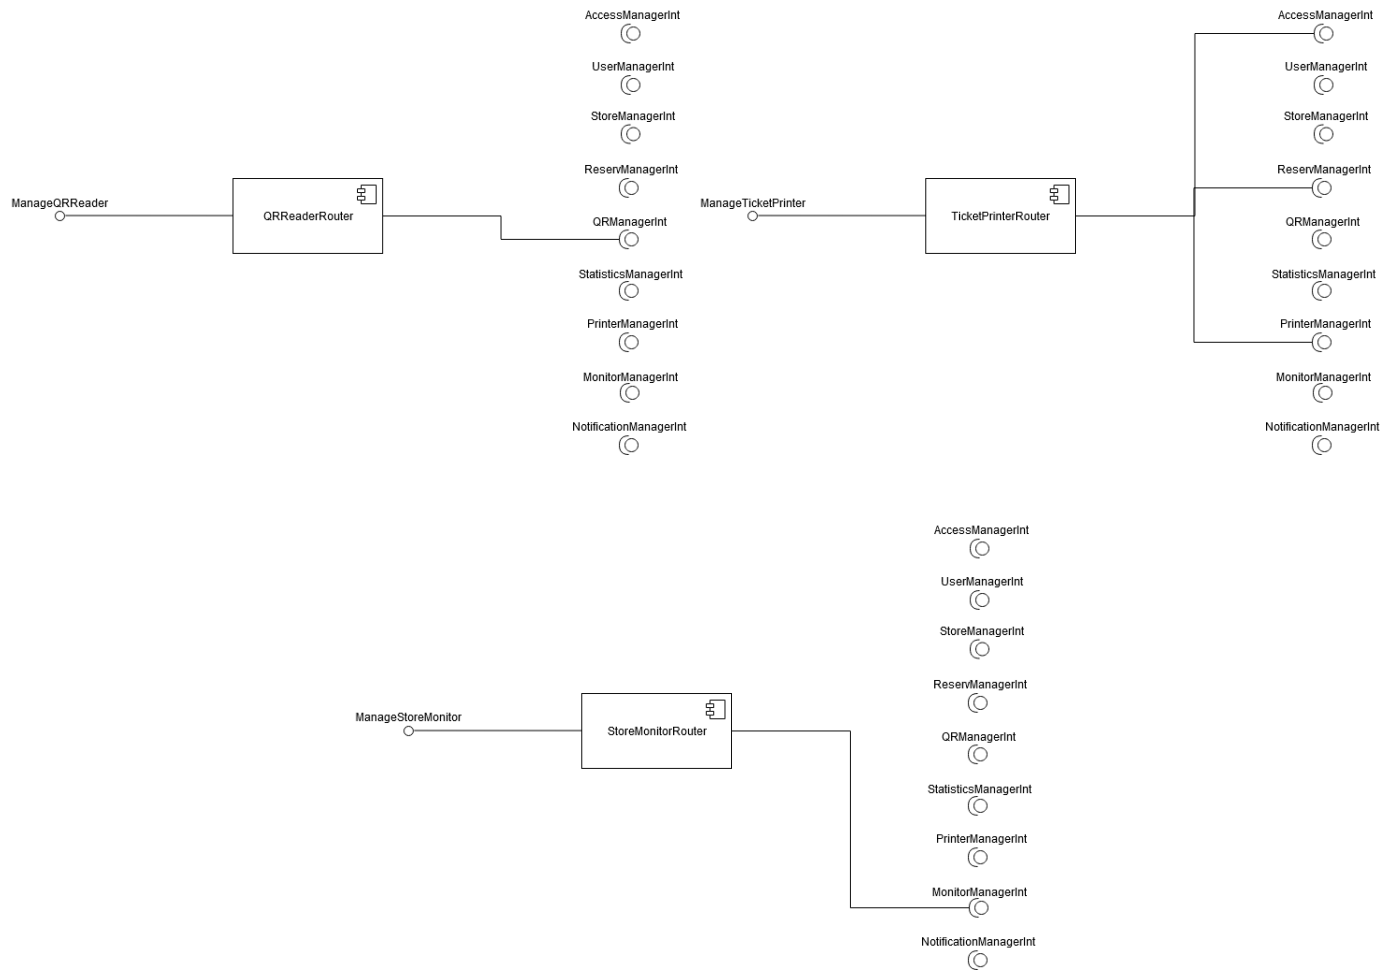 AccessManagerInt
UserManagerInt
StoreManagerInt
ReservManagerInt
ManageQRReader
QRReaderRouter
QRManagerInt
StatisticsManagerInt
PrinterManagerInt
MonitorManagerInt
NotificationManagerInt
AccessManagerInt
UserManagerInt
StoreManagerInt
ReservManagerInt
ManageTicketPrinter
TicketPrinterRouter
QRManagerInt
StatisticsManagerInt
PrinterManagerInt
MonitorManagerInt
NotificationManagerInt
AccessManagerInt
UserManagerInt
StoreManagerInt
ReservManagerInt
ManageStoreMonitor
StoreMonitorRouter
QRManagerInt
StatisticsManagerInt
PrinterManagerInt
MonitorManagerInt
NotificationManagerInt